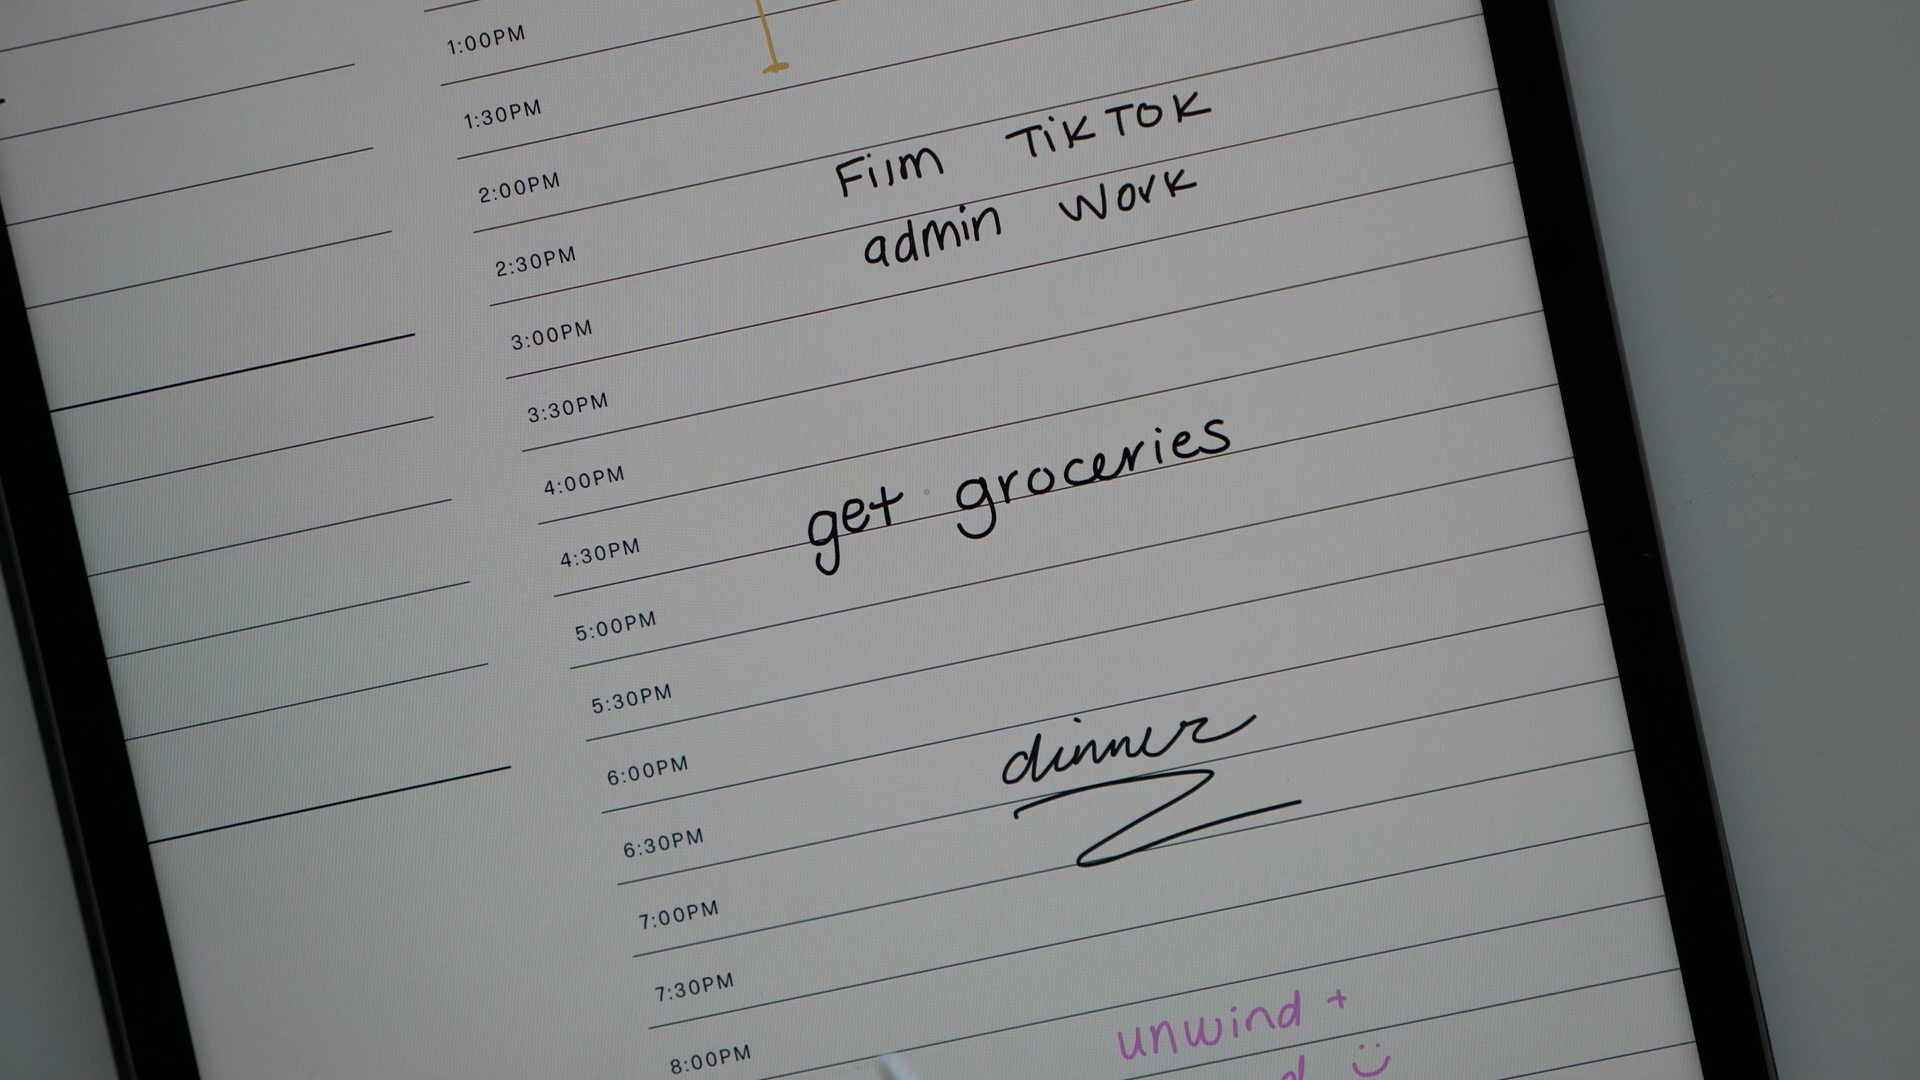 1:00PM
1:30PM
2:00PM Film TikTOK
2:30PM admin Work
3:00PM
3:30PM
4:00PM
4:30PM get groceries
5:00PM
5:30PM
6:00PM
6:30PM dinner
7:00PM
7:30PM
8:00PM
unwind +